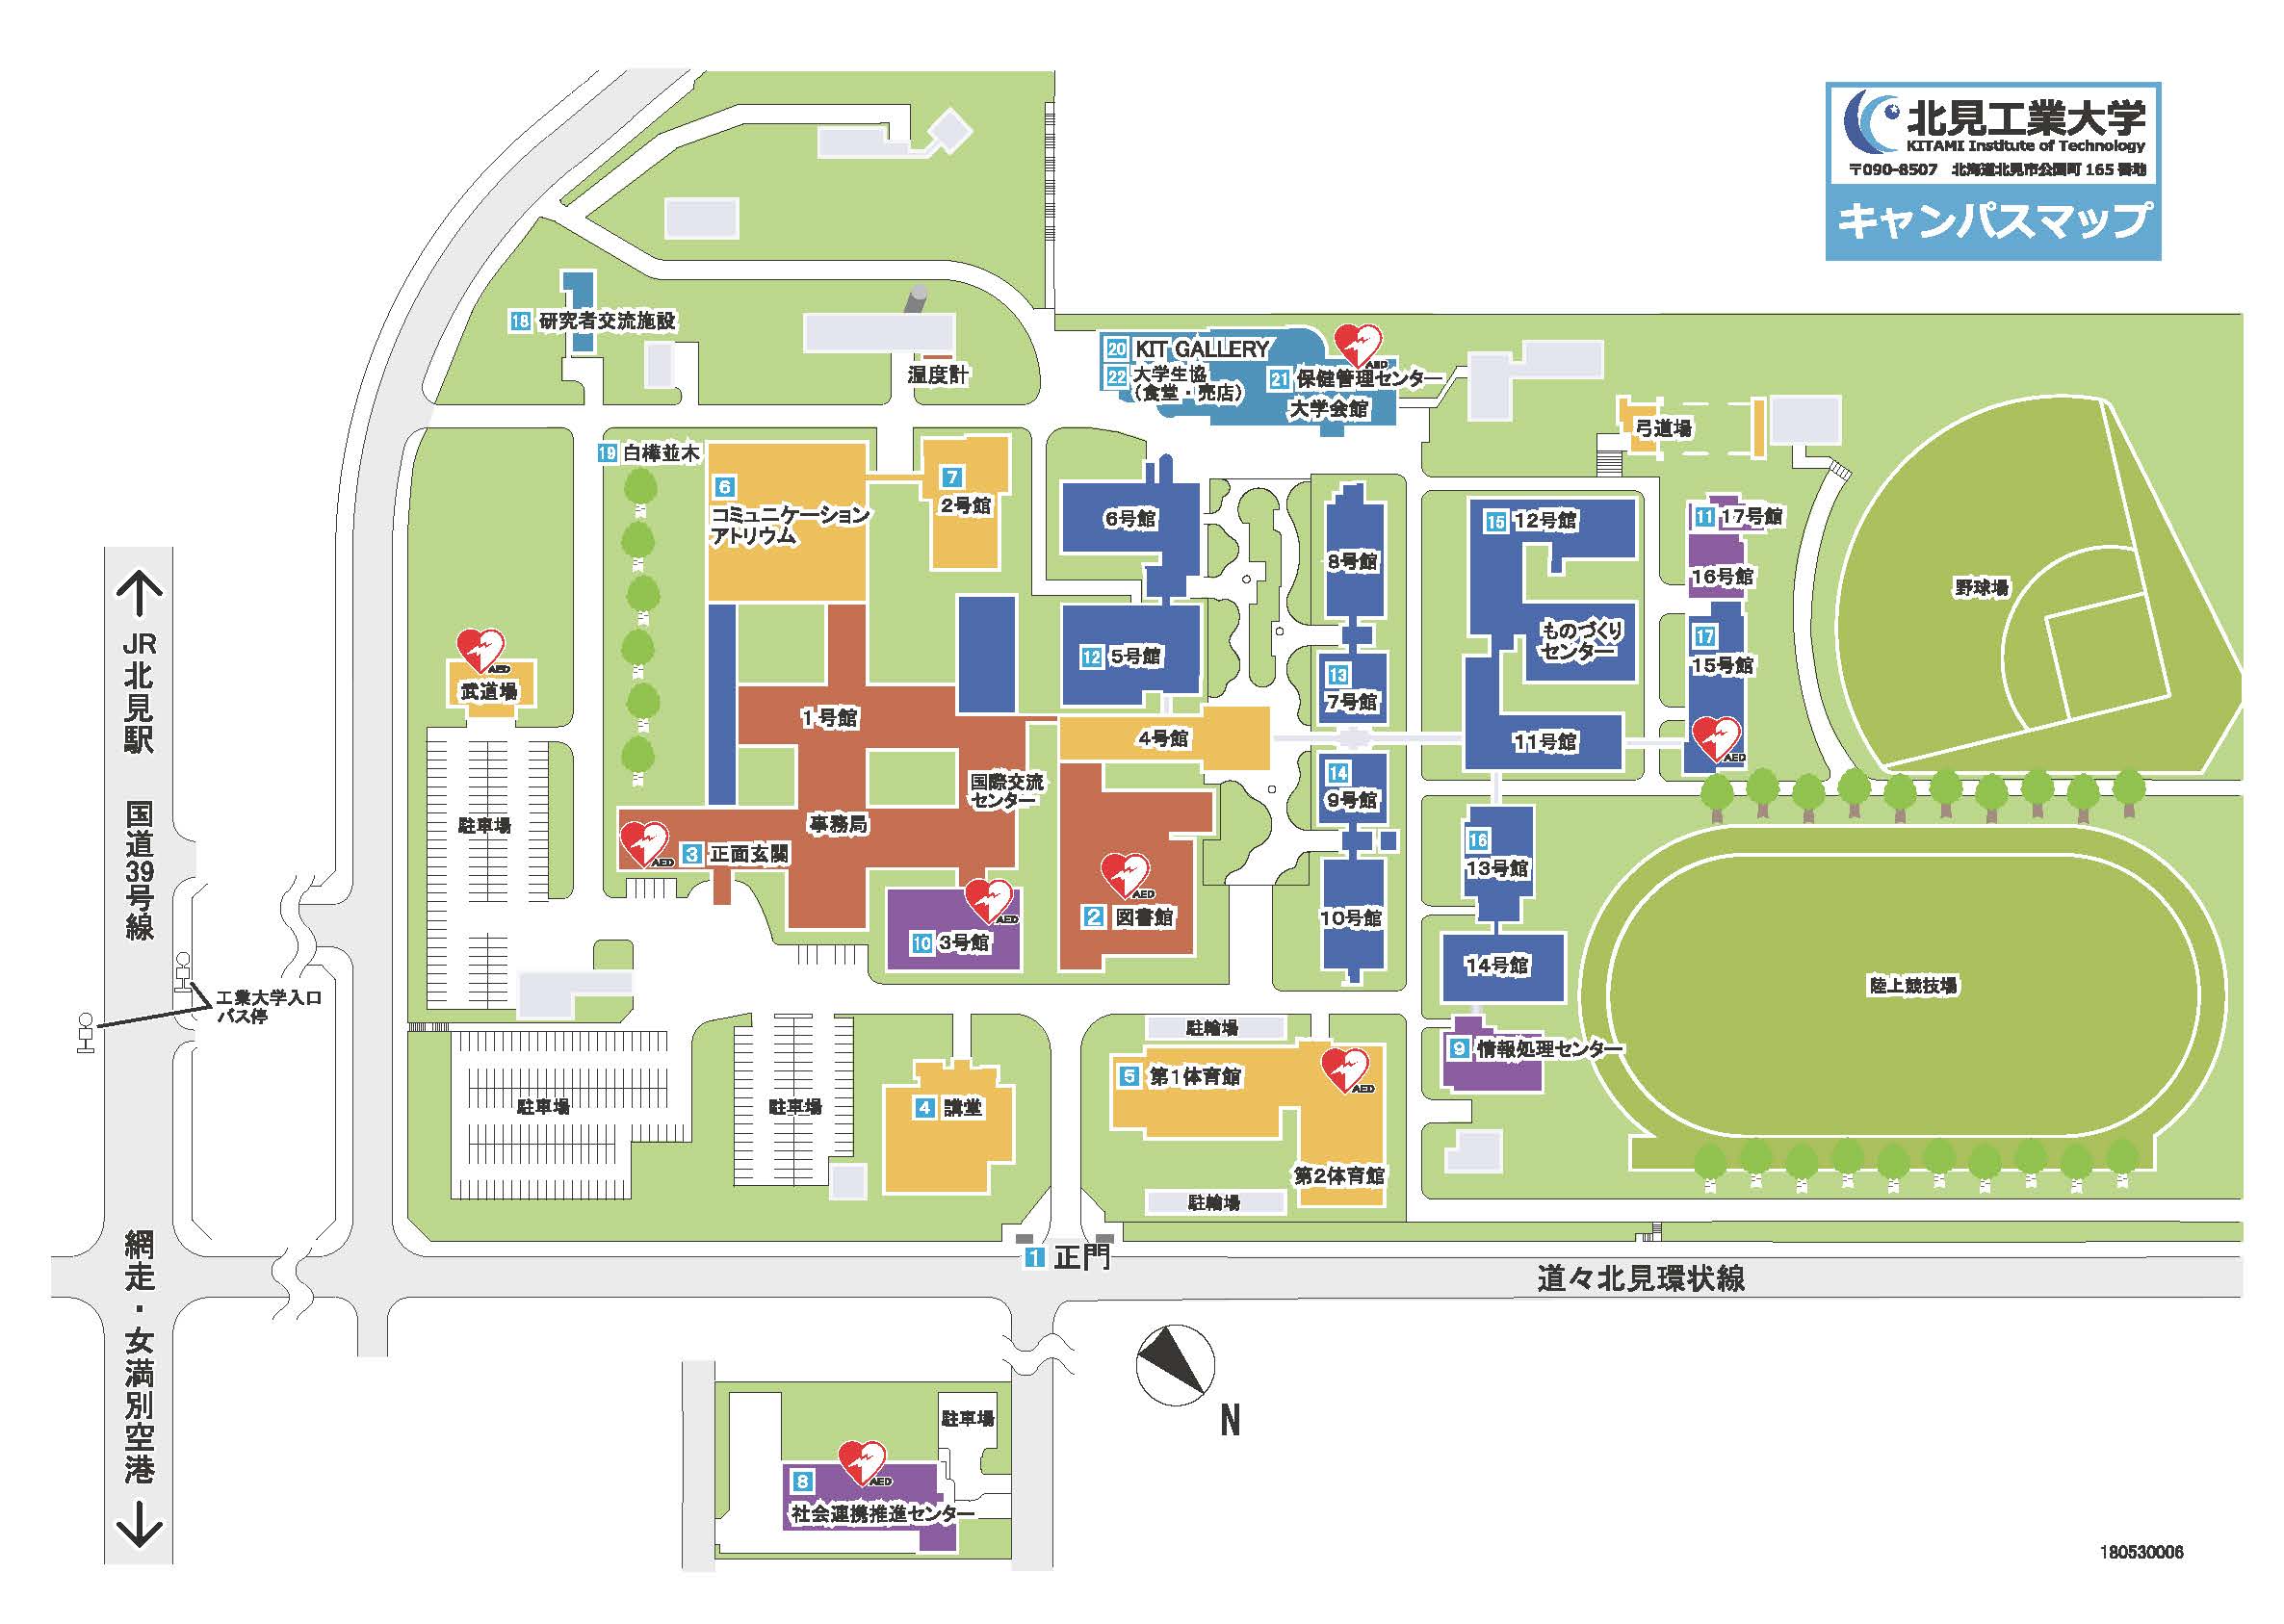 北見工業大学
KITAMI Institute of Technology
〒090-8507 北海道北見市公園町 165 番地
キャンパスマップ
18 研究者交流施設
温度計
20 KIT GALLERY
22 大学生協
(食堂・売店)
AED
21 保健管理センター
大学会館
弓道場
19 白樺並木
6
コミュニケーション
アトリウム
7
2号館
6号館
8号館
15 12号館
11 17号館
16号館
野球場
ものづくり
センター
17
15号館
AED
12 5号館
13
7号館
AED
武道場
1号館
4号館
11号館
国際交流
センター
14
9号館
駐車場
事務局
AED
3 正面玄関
16
13号館
AED
10 3号館
AED
2 図書館
10号館
14号館
陸上競技場
JR北見駅
国道39号線
工業大学入口
バス停
駐輪場
9 情報処理センター
5 第1体育館
AED
駐車場
駐車場
4 講堂
第2体育館
駐輪場
1 正門
道々北見環状線
網走・女満別空港
N
駐車場
AED
8
社会連携推進センター
180530006